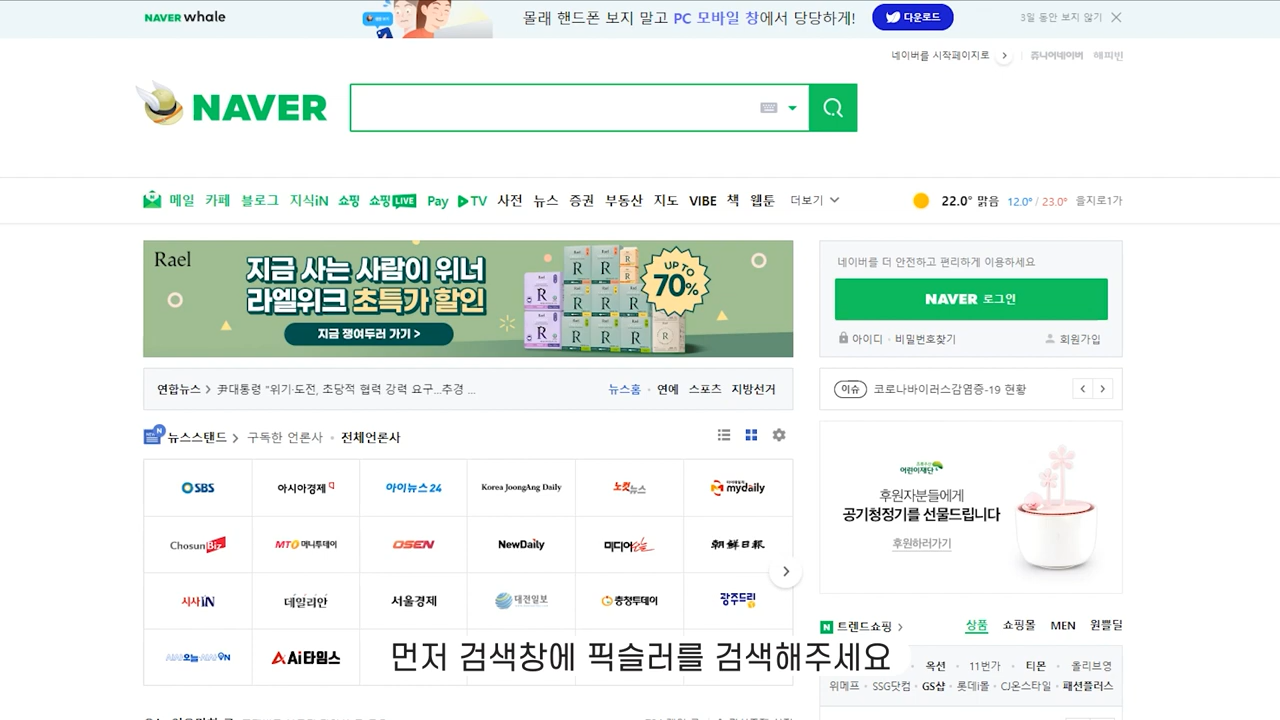 NAVER whale
몰래 핸드폰 보지 말고 PC 모바일 창에서 당당하게!
다운로드
3일 동안 보지 않기
네이버를 시작페이지로
쥬니어네이버 해피빈
NAVER
메일 카페 블로그 지식iN 쇼핑 쇼핑LIVE Pay TV 사전 뉴스 증권 부동산 지도 VIBE 책 웹툰 더보기
22.0° 맑음 12.0° / 23.0° 을지로1가
Rael
지금 사는 사람이 위너
라엘위크 초특가 할인
지금 쟁여두러 가기 >
UP TO
70%
네이버를 더 안전하고 편리하게 이용하세요
NAVER 로그인
아이디 · 비밀번호찾기
회원가입
연합뉴스 > 尹대통령 "위기·도전, 초당적 협력 강력 요구...추경 ...
뉴스홈 · 연예 스포츠 지방선거
이슈 코로나바이러스감염증-19 현황
뉴스스탠드 > 구독한 언론사 · 전체언론사
SBS 아시아경제 아이뉴스24 Korea JoongAng Daily 노컷뉴스 mydaily
ChosunBiz MT 머니투데이 OSEN NewDaily 미디어오늘 朝鮮日報
시사iN 데일리안 서울경제 대전일보 충청투데이 광주드림
Ai타임스
어린이재단
후원자분들에게
공기청정기를 선물드립니다
후원하러가기
트렌드쇼핑 >
상품 쇼핑몰 MEN 원쁠딜
옥션 · 11번가 · 티몬 · 올리브영
위메프 · SSG닷컴 · GS샵 · 롯데i몰 · CJ온스타일 · 패션플러스
먼저 검색창에 픽슬러를 검색해주세요